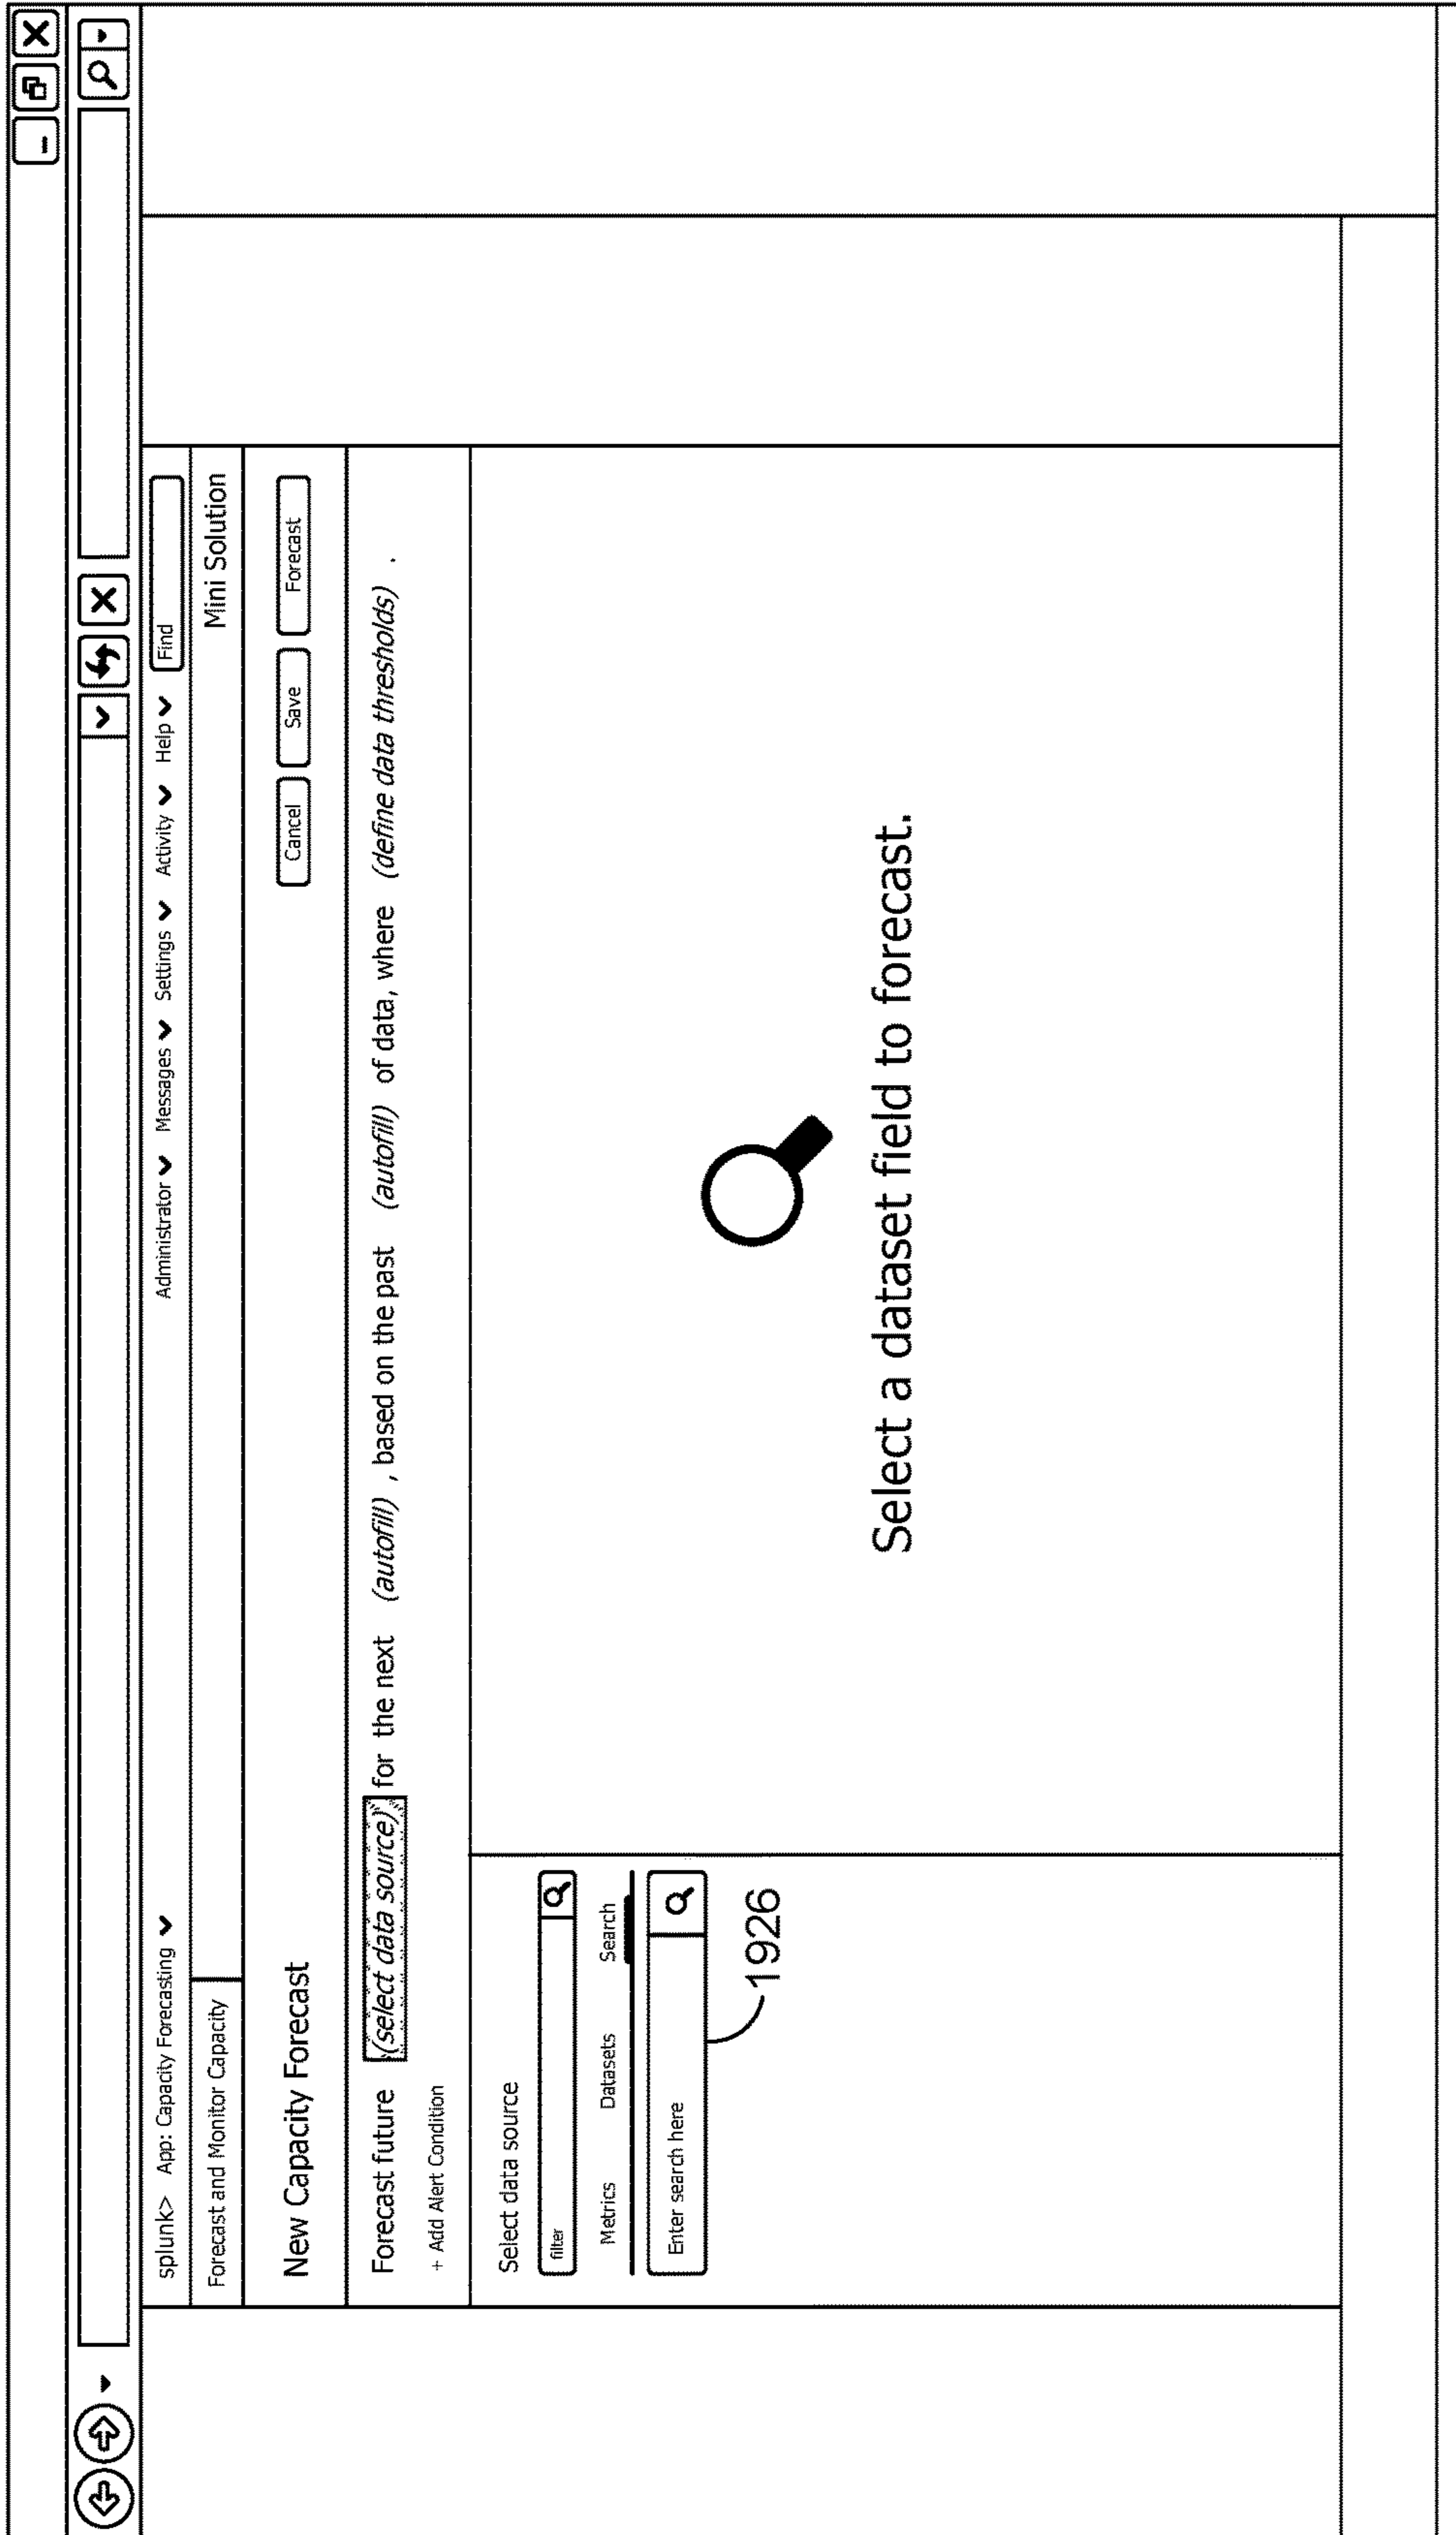 splunk> App: Capacity Forecasting Administrator Messages Settings Activity Help Find
Forecast and Monitor Capacity Mini Solution
New Capacity Forecast Cancel Save Forecast
Forecast future (select data source) for the next (autofill) , based on the past (autofill) of data, where (define data thresholds) .
+ Add Alert Condition
Select data source
filter
Metrics Datasets Search
Enter search here
1926
Select a dataset field to forecast.